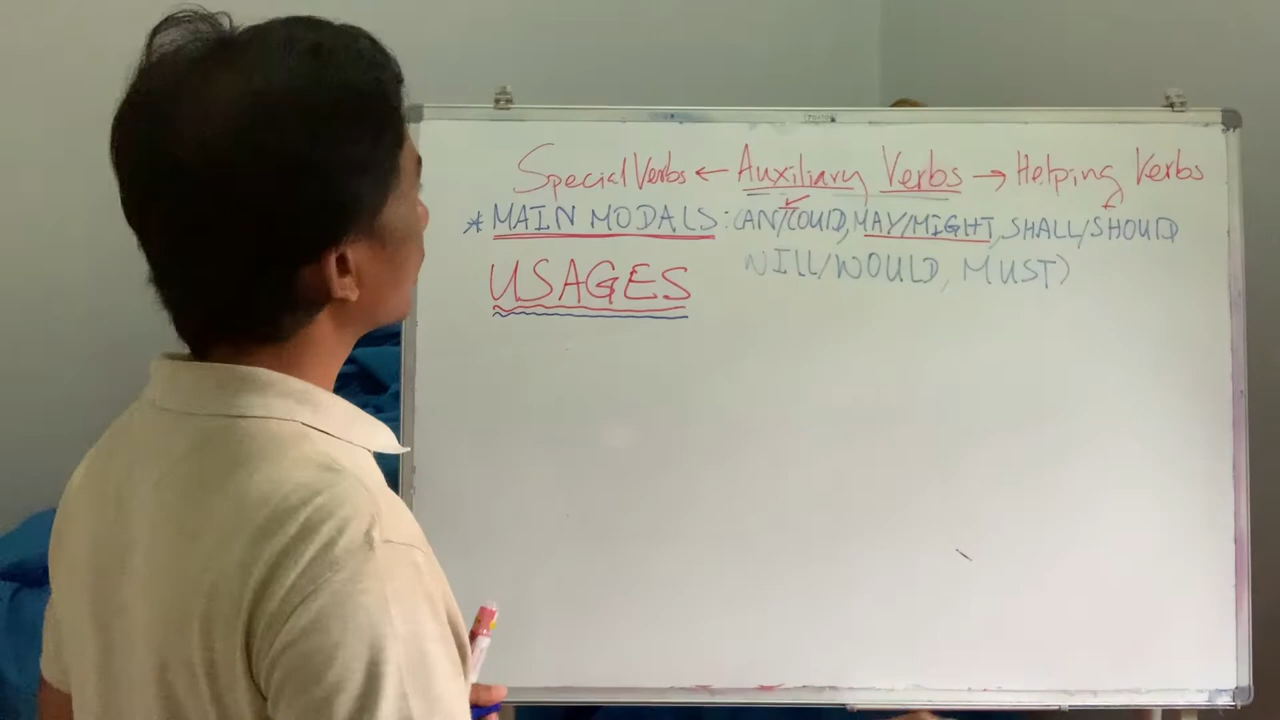 Special Verbs ← Auxiliary Verbs → Helping Verbs
* MAIN MODALS: CAN/COULD, MAY/MIGHT, SHALL/SHOULD
WILL/WOULD, MUST)
USAGES